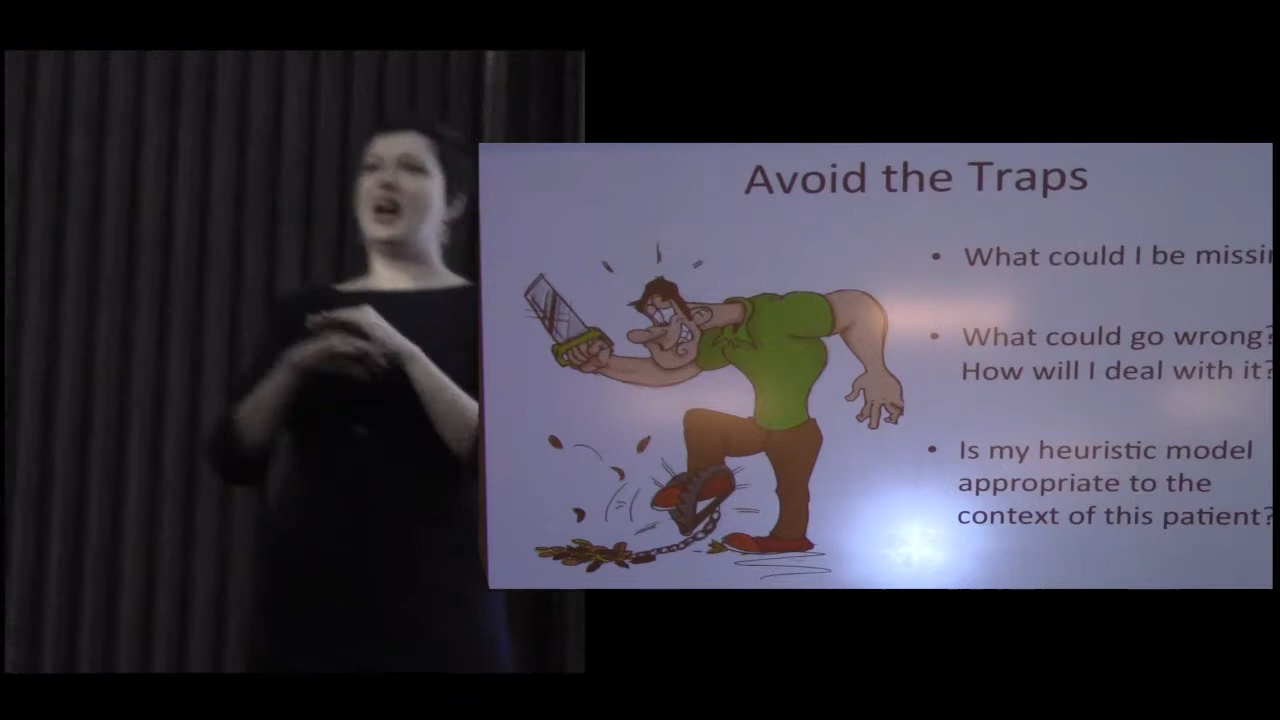 Avoid the Traps
• What could I be missi
• What could go wrong?
How will I deal with it?
• Is my heuristic model
appropriate to the
context of this patient?